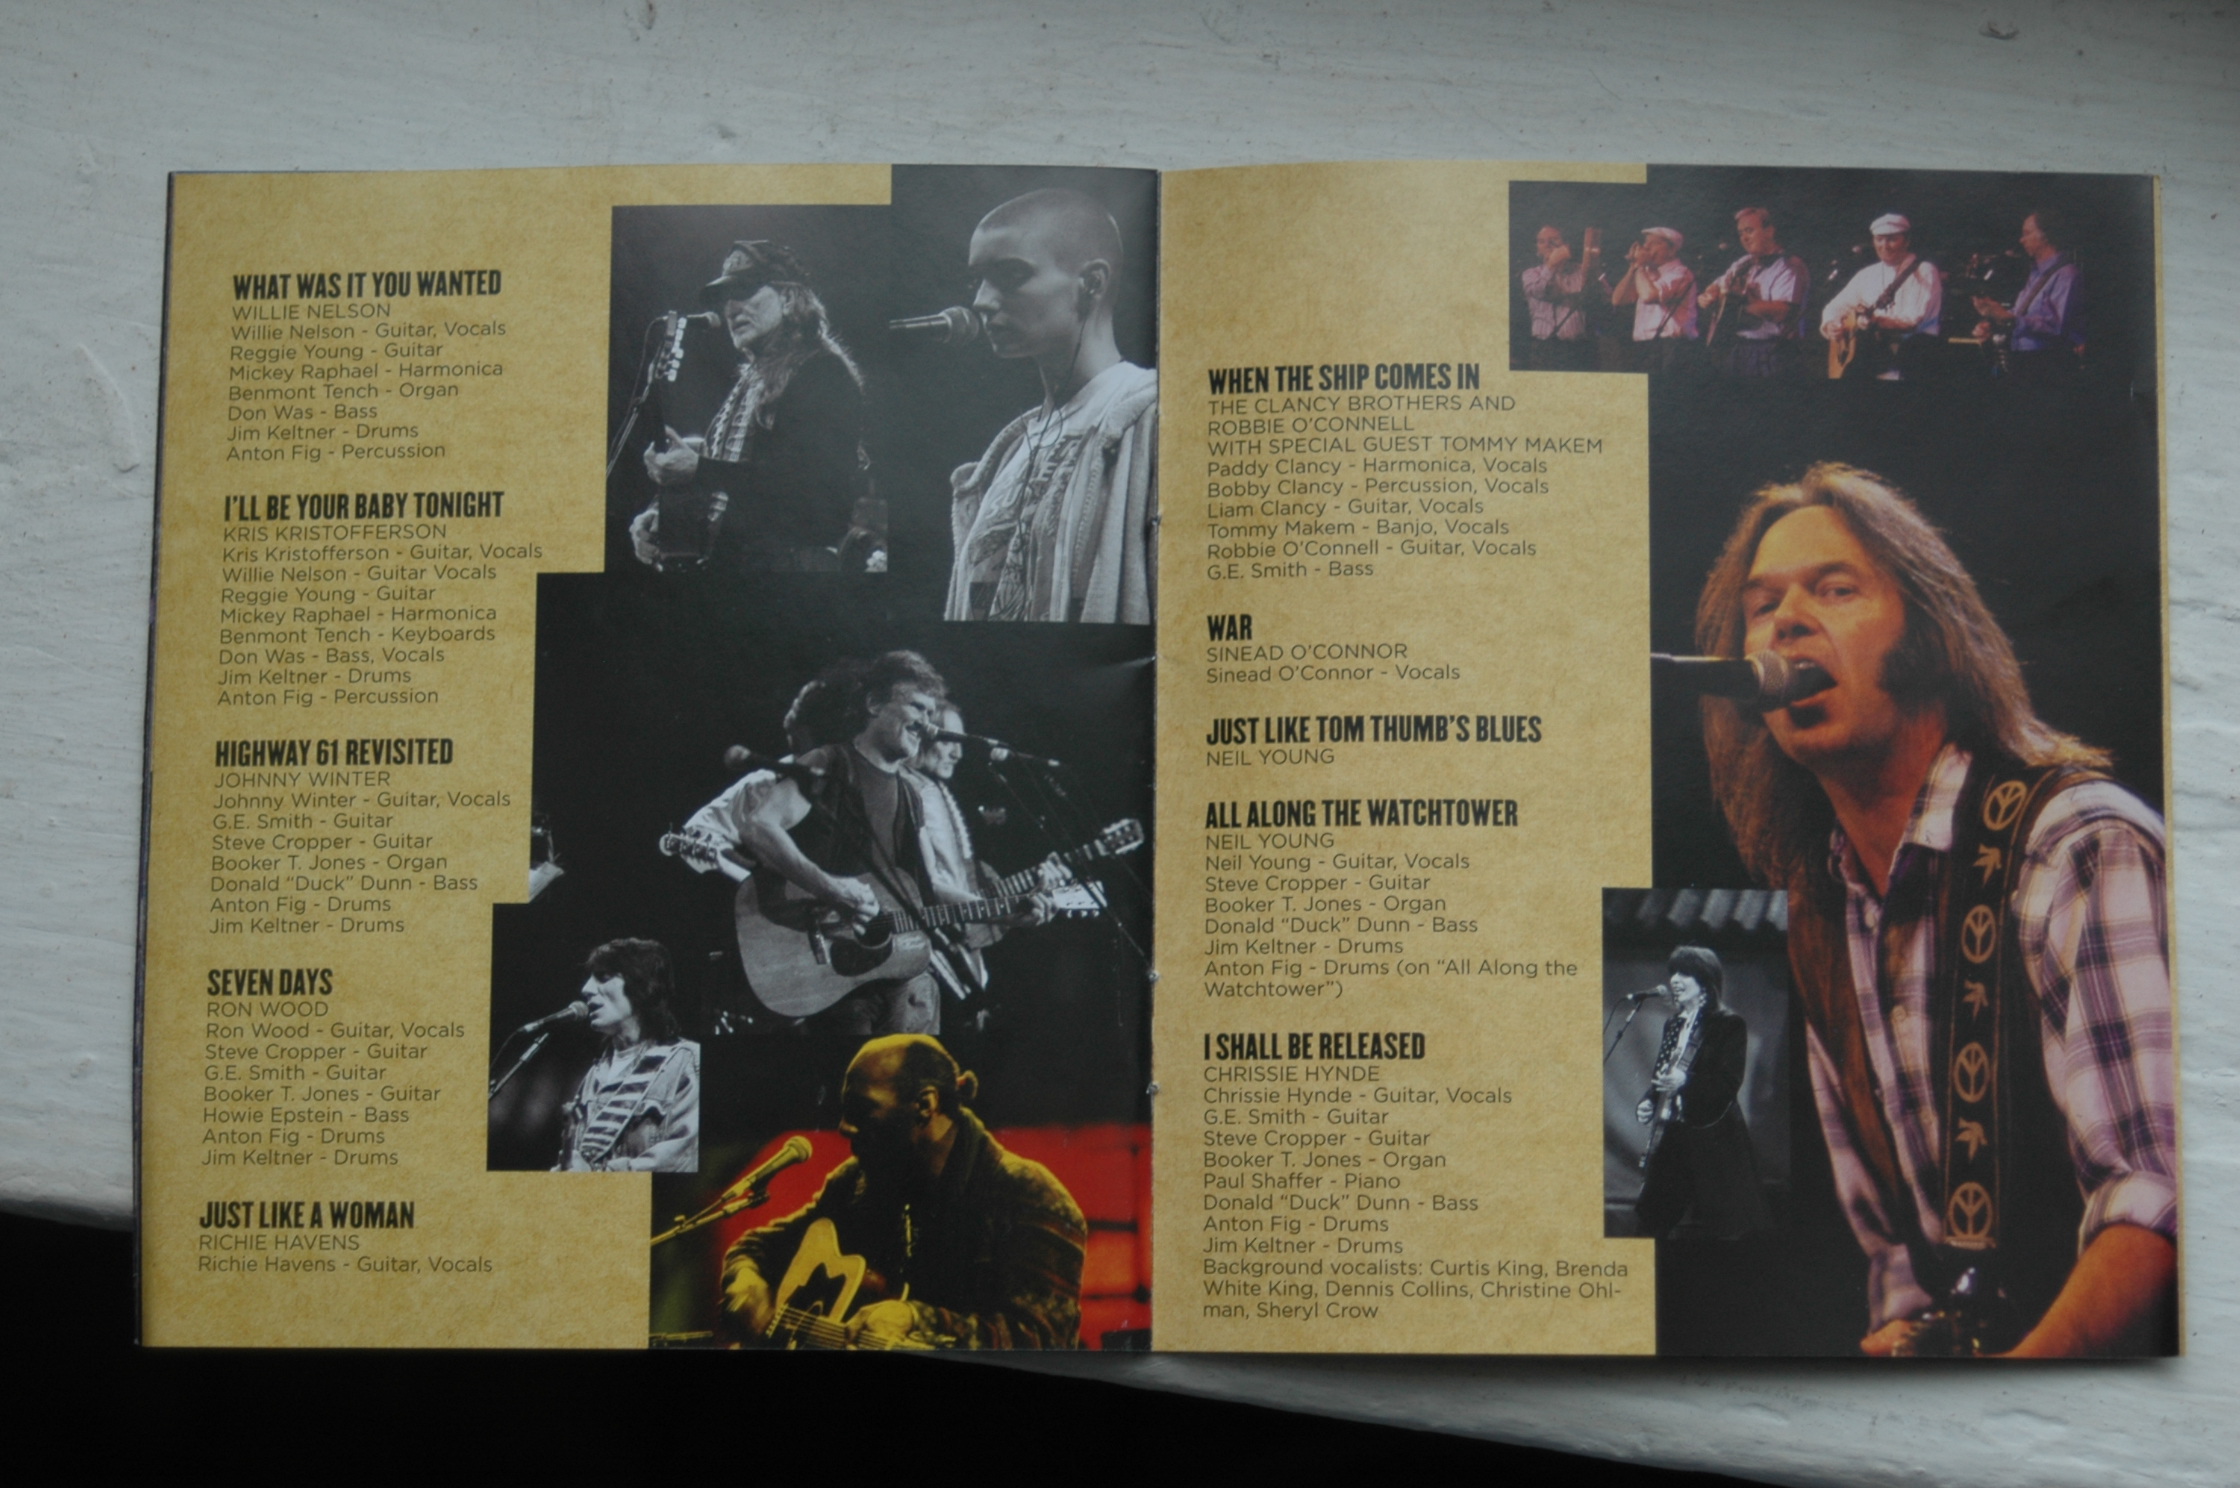 WHAT WAS IT YOU WANTED
WILLIE NELSON
Willie Nelson - Guitar, Vocals
Reggie Young - Guitar
Mickey Raphael - Harmonica
Benmont Tench - Organ
Don Was - Bass
Jim Keltner - Drums
Anton Fig - Percussion
I'LL BE YOUR BABY TONIGHT
KRIS KRISTOFFERSON
Kris Kristofferson - Guitar, Vocals
Willie Nelson - Guitar Vocals
Reggie Young - Guitar
Mickey Raphael - Harmonica
Benmont Tench - Keyboards
Don Was - Bass, Vocals
Jim Keltner - Drums
Anton Fig - Percussion
HIGHWAY 61 REVISITED
JOHNNY WINTER
Johnny Winter - Guitar, Vocals
G.E. Smith - Guitar
Steve Cropper - Guitar
Booker T. Jones - Organ
Donald "Duck" Dunn - Bass
Anton Fig - Drums
Jim Keltner - Drums
SEVEN DAYS
RON WOOD
Ron Wood - Guitar, Vocals
Steve Cropper - Guitar
G.E. Smith - Guitar
Booker T. Jones - Guitar
Howie Epstein - Bass
Anton Fig - Drums
Jim Keltner - Drums
JUST LIKE A WOMAN
RICHIE HAVENS
Richie Havens - Guitar, Vocals
WHEN THE SHIP COMES IN
THE CLANCY BROTHERS AND
ROBBIE O'CONNELL
WITH SPECIAL GUEST TOMMY MAKEM
Paddy Clancy - Harmonica, Vocals
Bobby Clancy - Percussion, Vocals
Liam Clancy - Guitar, Vocals
Tommy Makem - Banjo, Vocals
Robbie O'Connell - Guitar, Vocals
G.E. Smith - Bass
WAR
SINEAD O'CONNOR
Sinead O'Connor - Vocals
JUST LIKE TOM THUMB'S BLUES
NEIL YOUNG
ALL ALONG THE WATCHTOWER
NEIL YOUNG
Neil Young - Guitar, Vocals
Steve Cropper - Guitar
Booker T. Jones - Organ
Donald "Duck" Dunn - Bass
Jim Keltner - Drums
Anton Fig - Drums (on "All Along the
Watchtower")
I SHALL BE RELEASED
CHRISSIE HYNDE
Chrissie Hynde - Guitar, Vocals
G.E. Smith - Guitar
Steve Cropper - Guitar
Booker T. Jones - Organ
Paul Shaffer - Piano
Donald "Duck" Dunn - Bass
Anton Fig - Drums
Jim Keltner - Drums
Background vocalists: Curtis King, Brenda
White King, Dennis Collins, Christine Ohl-
man, Sheryl Crow